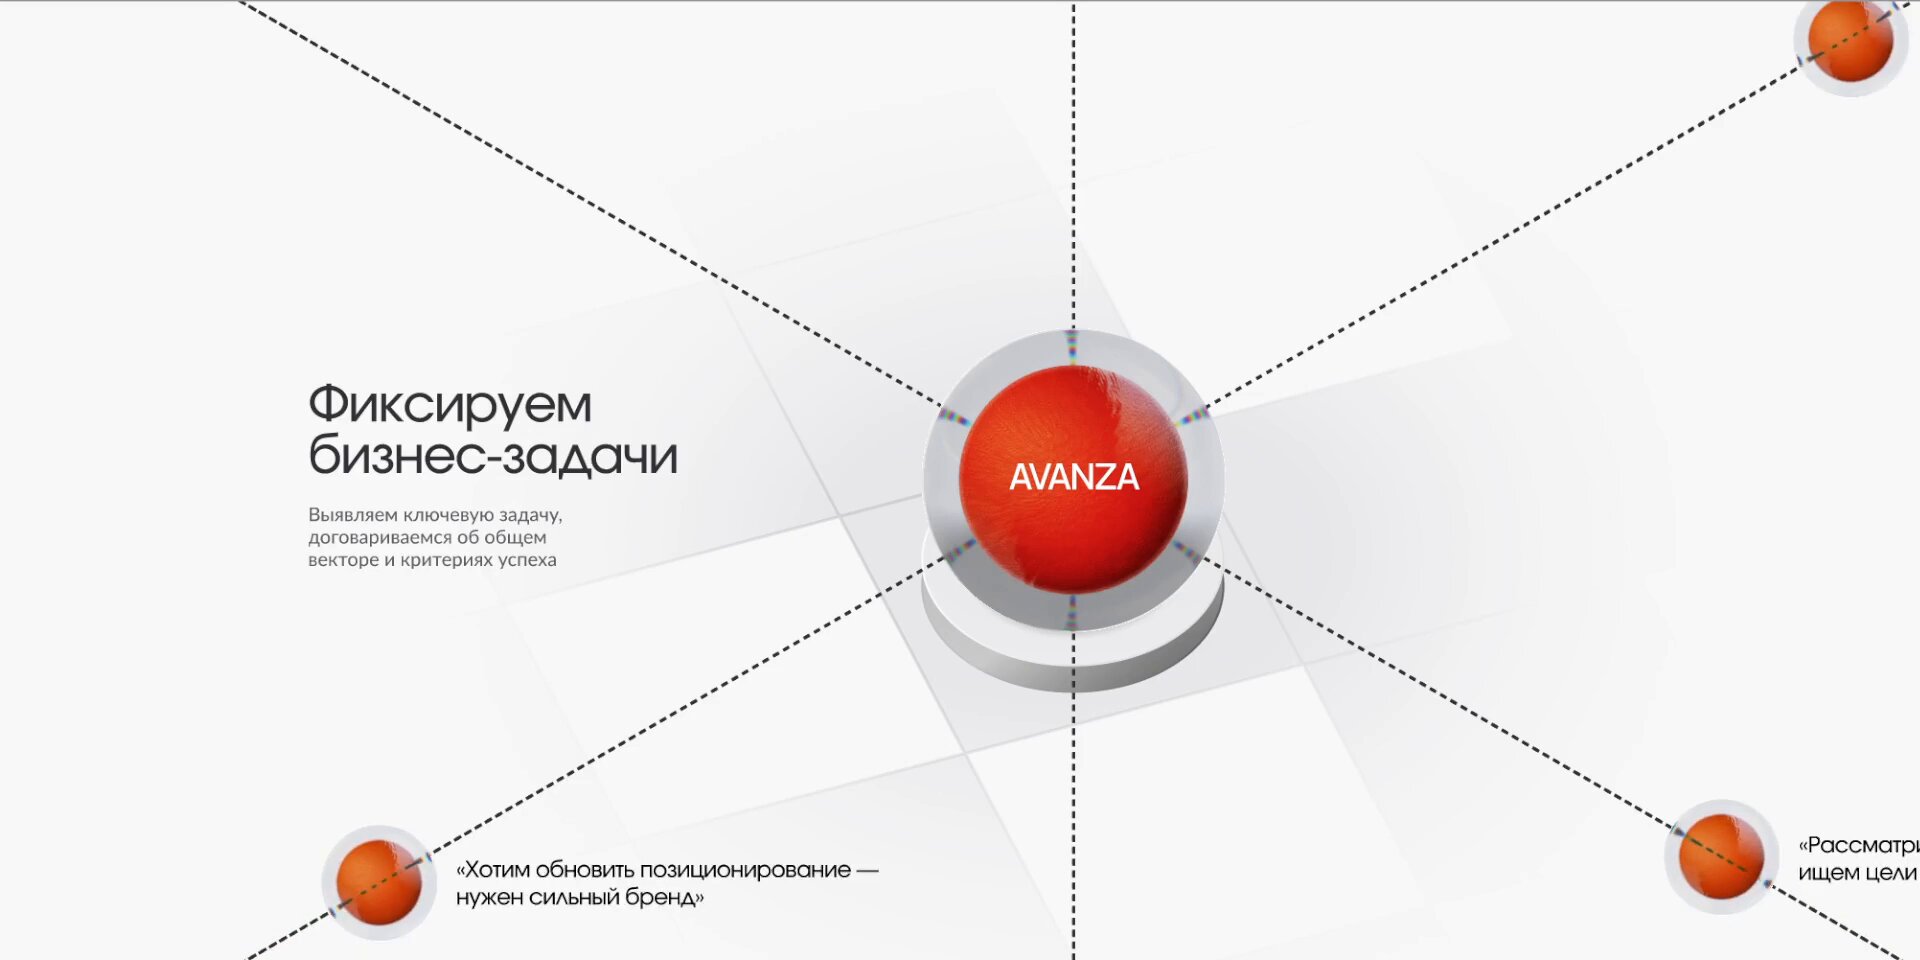 Фиксируем
бизнес-задачи
Выявляем ключевую задачу,
договариваемся об общем
векторе и критериях успеха
AVANZA
«Хотим обновить позиционирование —
нужен сильный бренд»
ищем цели